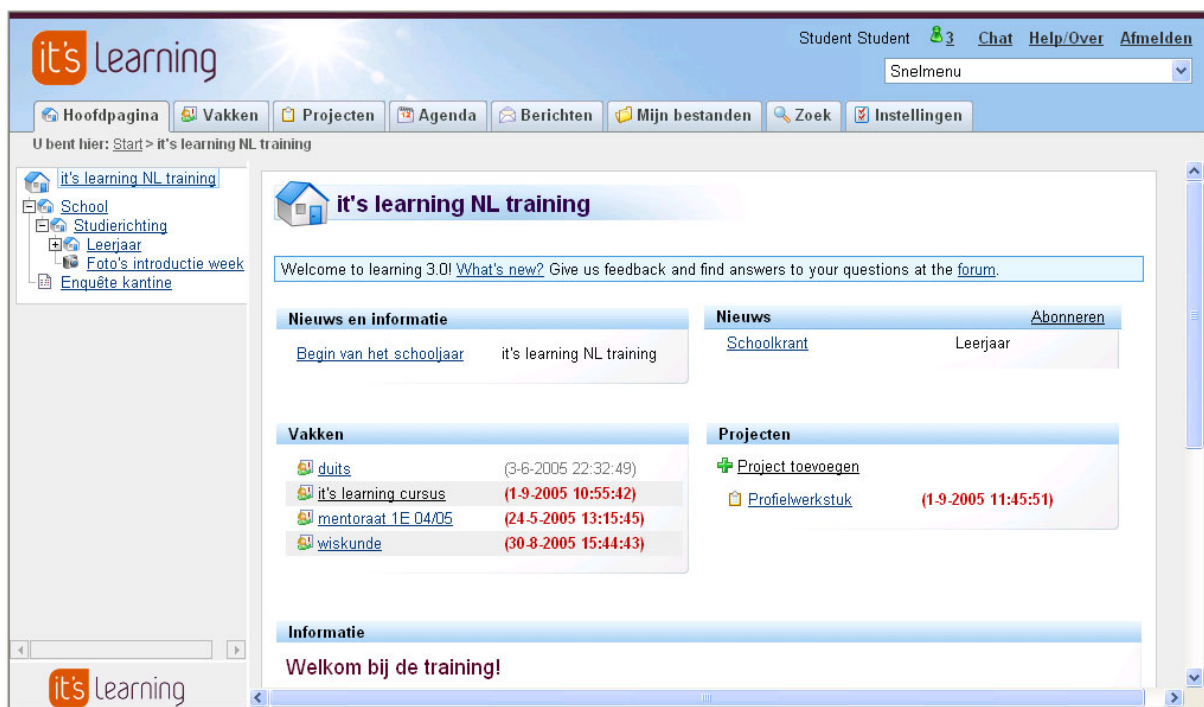 it's Learning
Student Student 3 Chat Help/Over Afmelden
Snelmenu
Hoofdpagina Vakken Projecten Agenda Berichten Mijn bestanden Zoek Instellingen
U bent hier: Start > it's learning NL training
it's learning NL training
School
Studierichting
Leerjaar
Foto's introductie week
Enquête kantine
it's learning NL training
Welcome to learning 3.0! What's new? Give us feedback and find answers to your questions at the forum.
Nieuws en informatie
Begin van het schooljaar it's learning NL training
Nieuws Abonneren
Schoolkrant Leerjaar
Vakken
duits (3-6-2005 22:32:49)
it's learning cursus (1-9-2005 10:55:42)
mentoraat 1E 04/05 (24-5-2005 13:15:45)
wiskunde (30-8-2005 15:44:43)
Projecten
Project toevoegen
Profielwerkstuk (1-9-2005 11:45:51)
Informatie
Welkom bij de training!
it's Learning